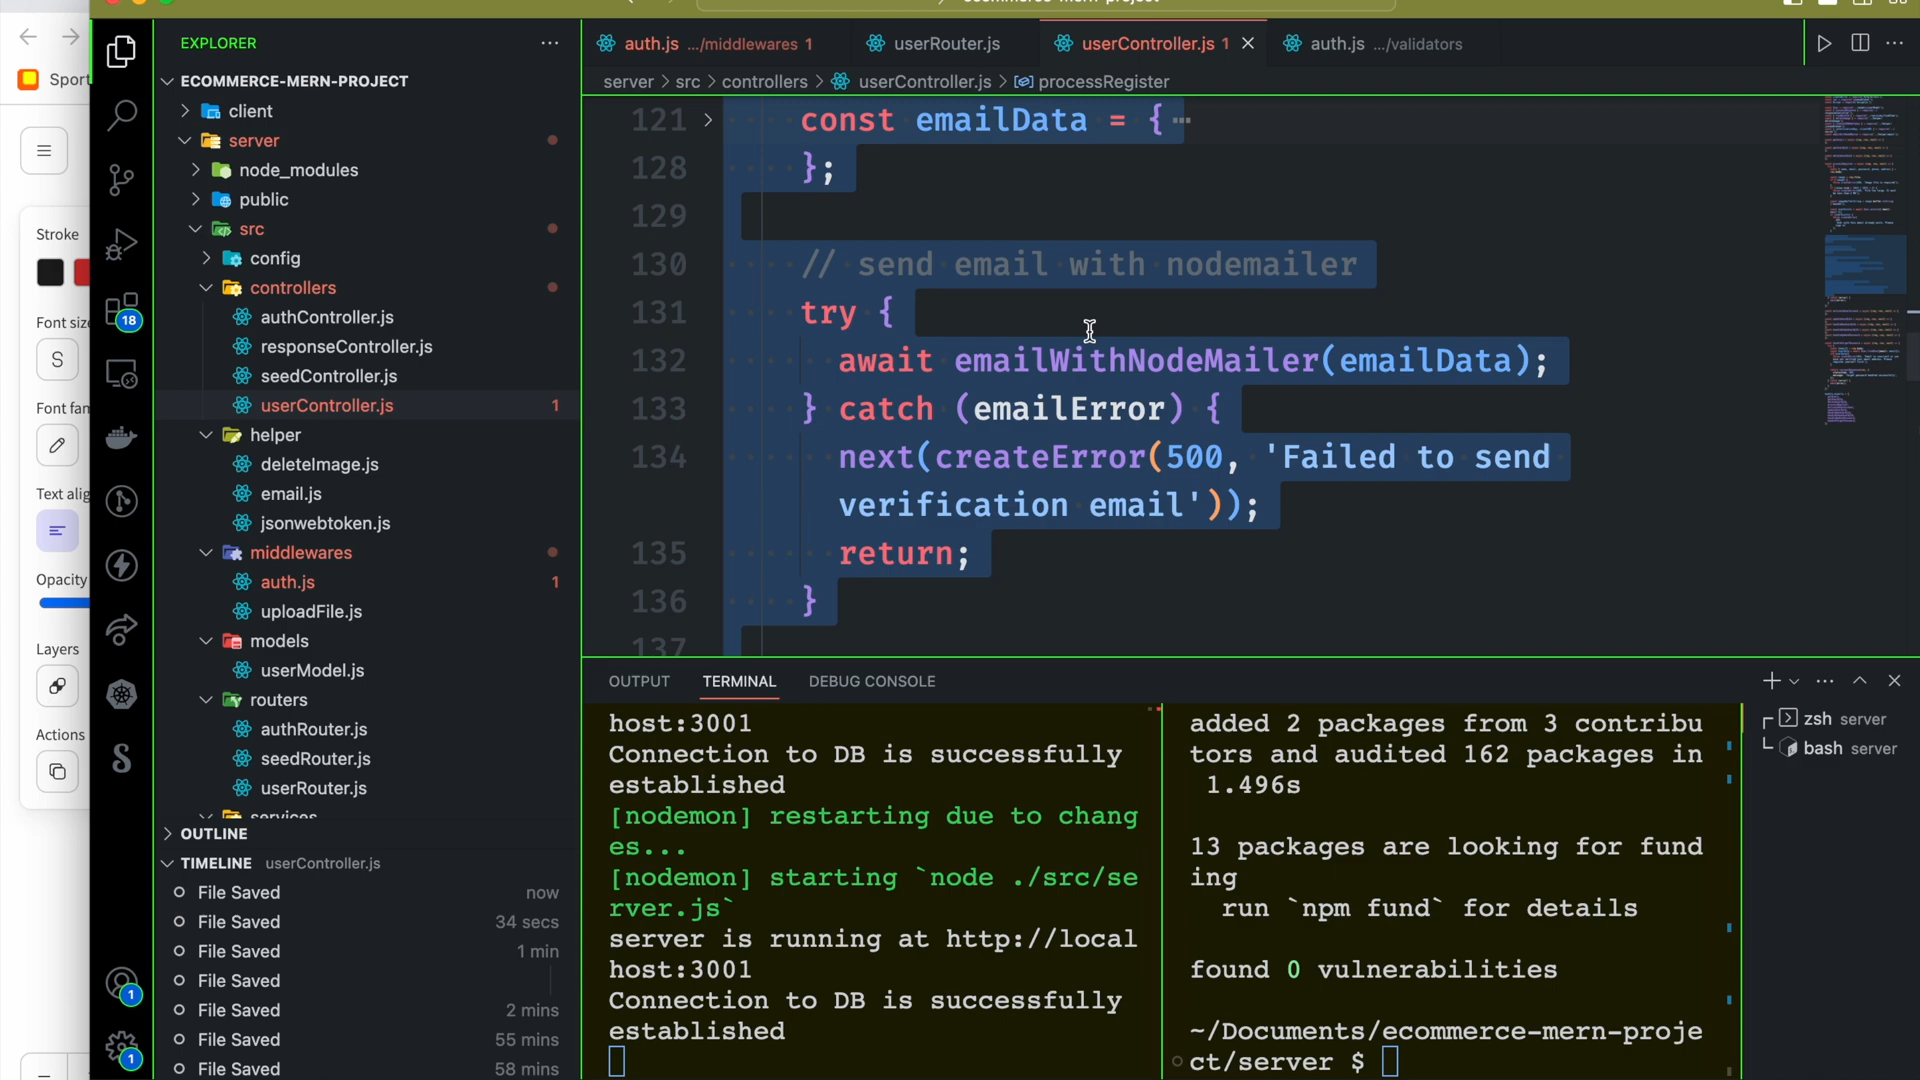 Sport
Stroke
Font size
S
Font fan
Text alig
Opacity
Layers
Actions
18
1
1
EXPLORER
ECOMMERCE-MERN-PROJECT
client
server
node_modules
public
src
config
controllers
authController.js
responseController.js
seedController.js
userController.js 1
helper
deleteImage.js
email.js
jsonwebtoken.js
middlewares
auth.js 1
uploadFile.js
models
userModel.js
routers
authRouter.js
seedRouter.js
userRouter.js
services
OUTLINE
TIMELINE userController.js
File Saved now
File Saved 34 secs
File Saved 1 min
File Saved
File Saved 2 mins
File Saved 55 mins
File Saved 58 mins
ecommerce-mern-project
auth.js .../middlewares 1 userRouter.js userController.js 1 auth.js .../validators
server > src > controllers > userController.js > processRegister
121 const emailData = {
128 };
129
130 // send email with nodemailer
131 try {
132 await emailWithNodeMailer(emailData);
133 } catch (emailError) {
134 next(createError(500, 'Failed to send
verification email'));
135 return;
136 }
137
OUTPUT TERMINAL DEBUG CONSOLE
host:3001
Connection to DB is successfully
established
[nodemon] restarting due to chang
es...
[nodemon] starting `node ./src/se
rver.js`
server is running at http://local
host:3001
Connection to DB is successfully
established
added 2 packages from 3 contribu
tors and audited 162 packages in
1.496s
13 packages are looking for fund
ing
run `npm fund` for details
found 0 vulnerabilities
~/Documents/ecommerce-mern-proje
ct/server $
zsh server
bash server